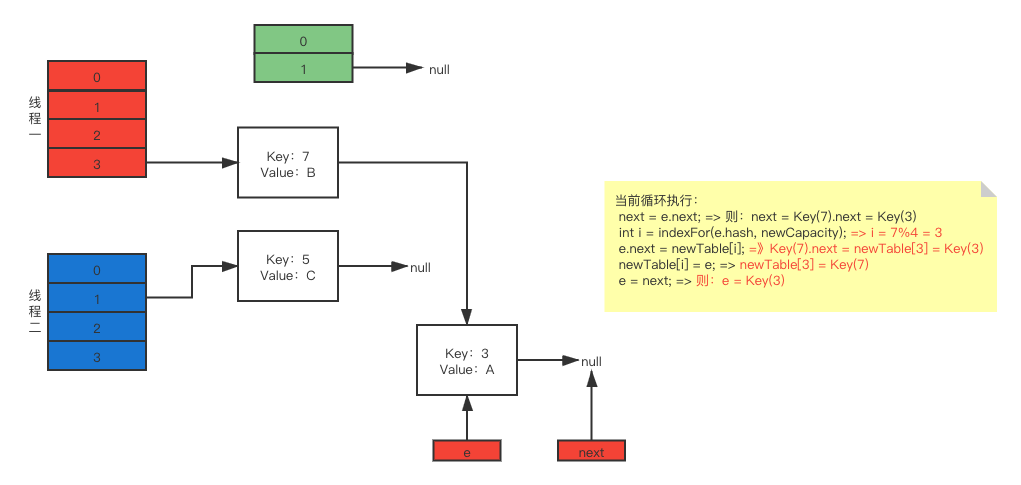 0
1
null
线程一
0
1
2
3
Key：7
Value：B
当前循环执行：
next = e.next; => 则：next = Key(7).next = Key(3)
int i = indexFor(e.hash, newCapacity); => i = 7%4 = 3
e.next = newTable[i]; =》Key(7).next = newTable[3] = Key(3)
newTable[i] = e; => newTable[3] = Key(7)
e = next; => 则：e = Key(3)
线程二
0
1
2
3
Key：5
Value：C
null
Key：3
Value：A
null
e
next